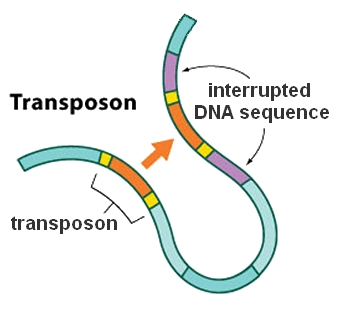 Transposon
interrupted
DNA sequence
transposon